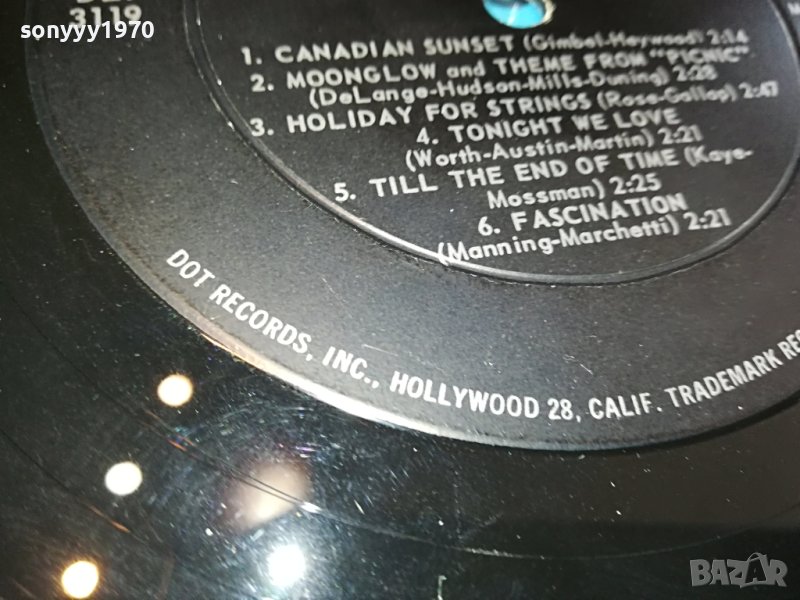 sonyyy1970
3119
1. CANADIAN SUNSET (Gimbel-Heywood) 2:14
2. MOONGLOW and THEME FROM "PICNIC"
(DeLange-Hudson-Mills-Duning) 2:28
3. HOLIDAY FOR STRINGS (Rose-Gallop) 2:47
4. TONIGHT WE LOVE
(Worth-Austin-Martin) 2:21
5. TILL THE END OF TIME (Kaye-
Mossman) 2:25
6. FASCINATION
(Manning-Marchetti) 2:21
DOT RECORDS, INC., HOLLYWOOD 28, CALIF. TRADEMARK REG
BAZAR